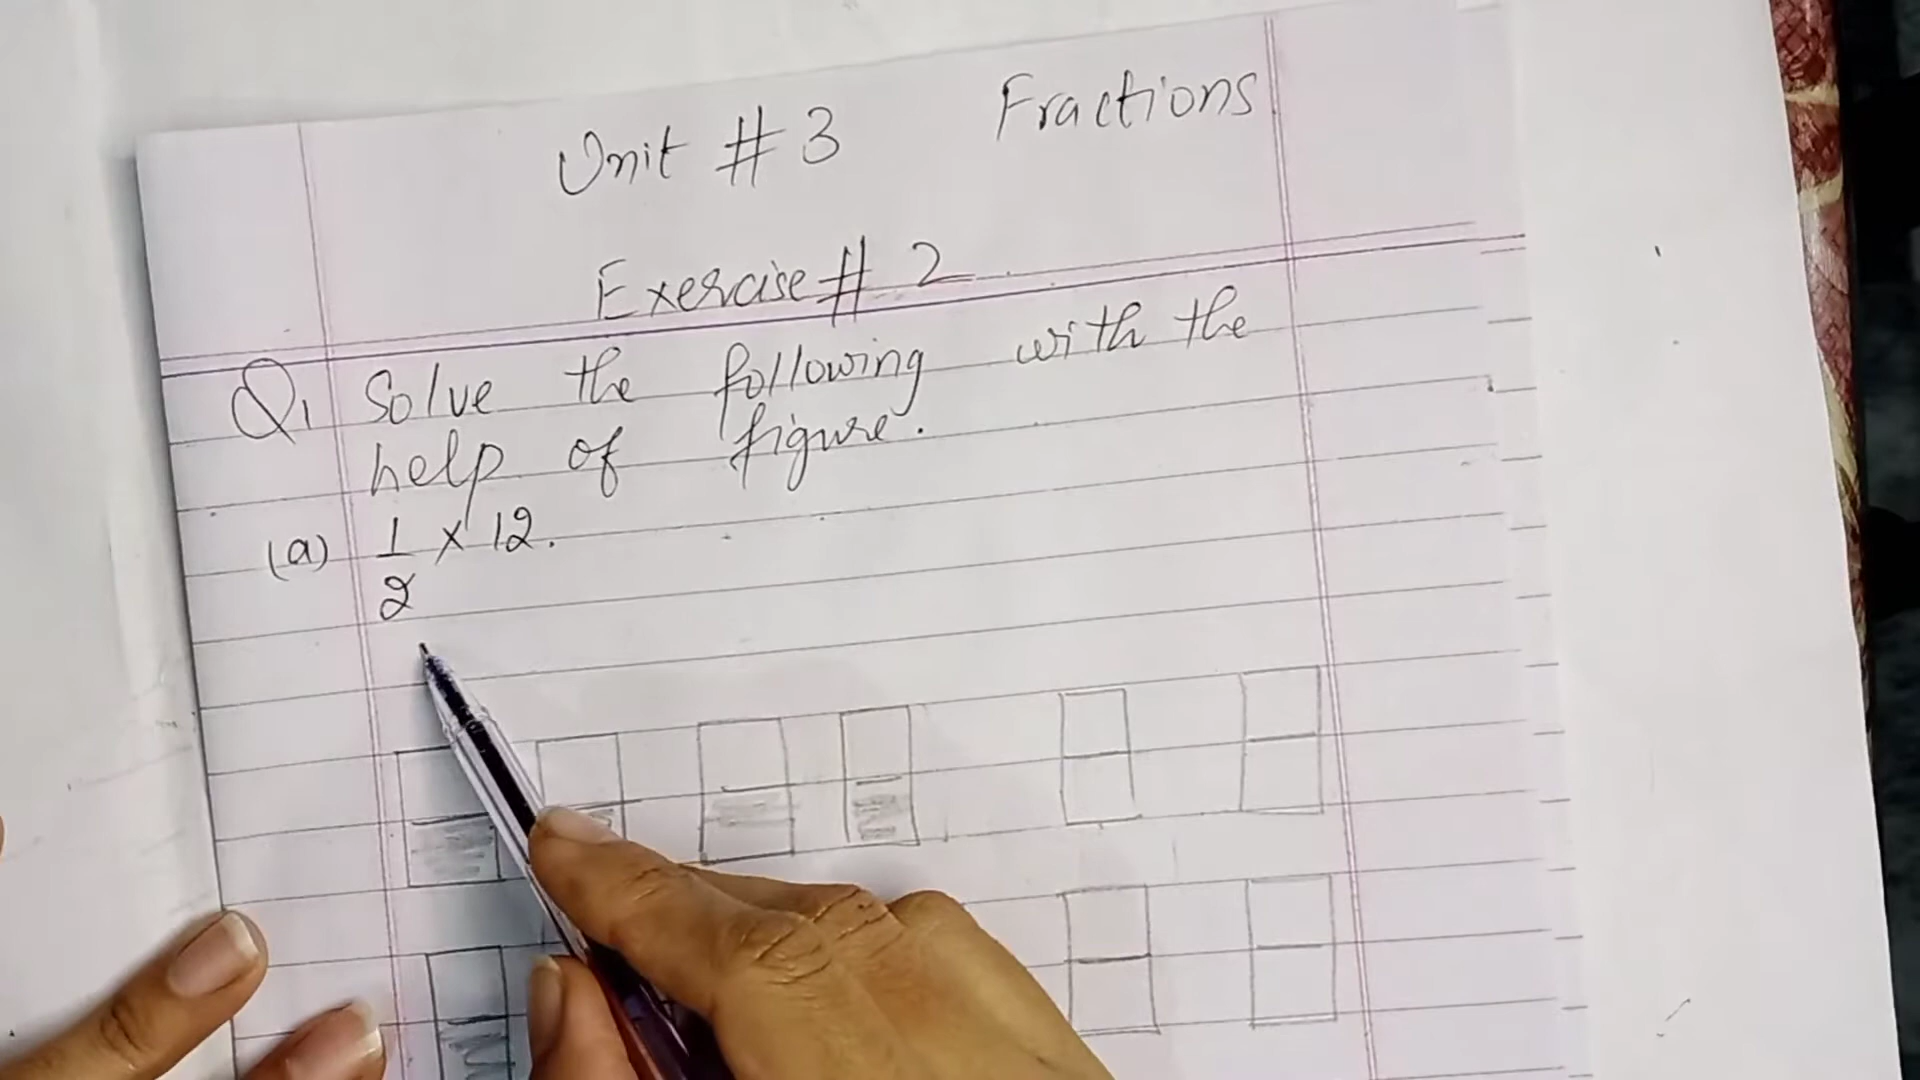 Unit # 3 Fractions
Exercise # 2
Q1 Solve the following with the
help of figure.
(a) 1/2 x 12.